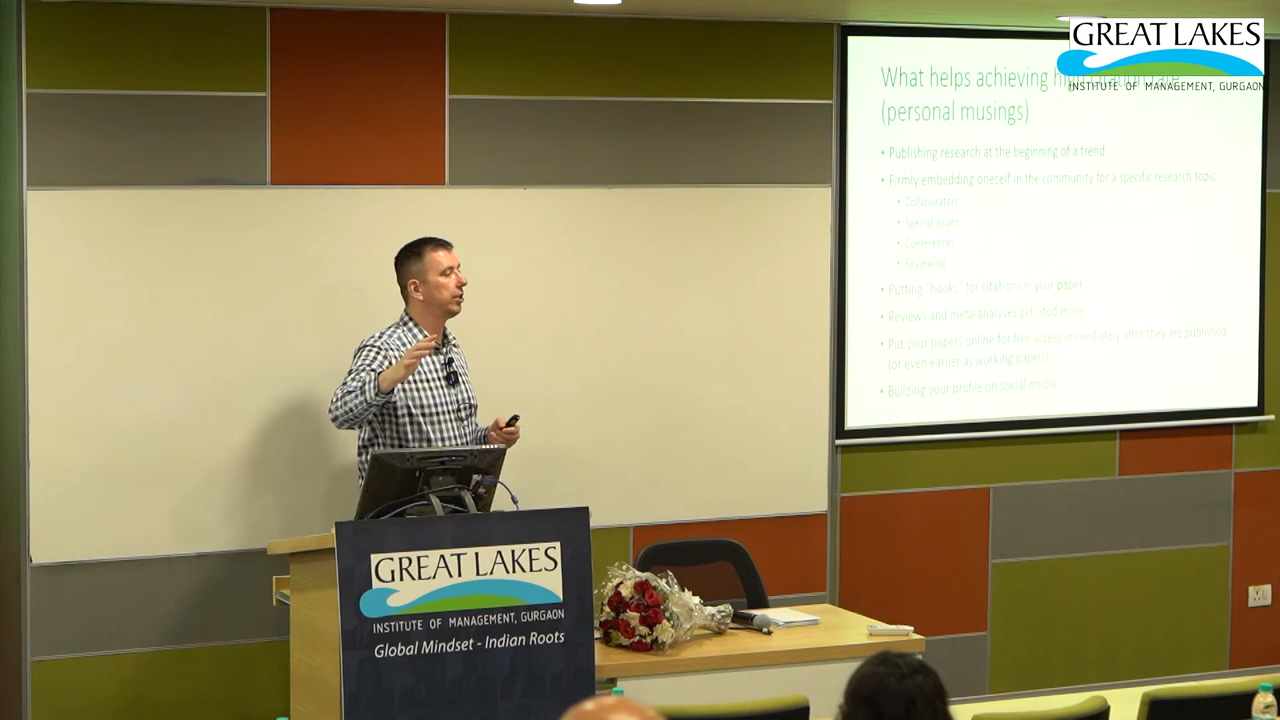 GREAT LAKES
INSTITUTE OF MANAGEMENT, GURGAON
What helps achieving high citation rate
(personal musings)
• Publishing research at the beginning of a trend
• Firmly embedding oneself in the community for a specific research topic
• Collaborators
• Special issues
• Conferences
• Reviewing
• Putting "hooks" for citations in your paper
• Reviews and meta-analyses get cited more
• Put your papers online for free access immediately after they are published
(or even earlier as working papers)
• Building your profile on social media
GREAT LAKES
INSTITUTE OF MANAGEMENT, GURGAON
Global Mindset - Indian Roots